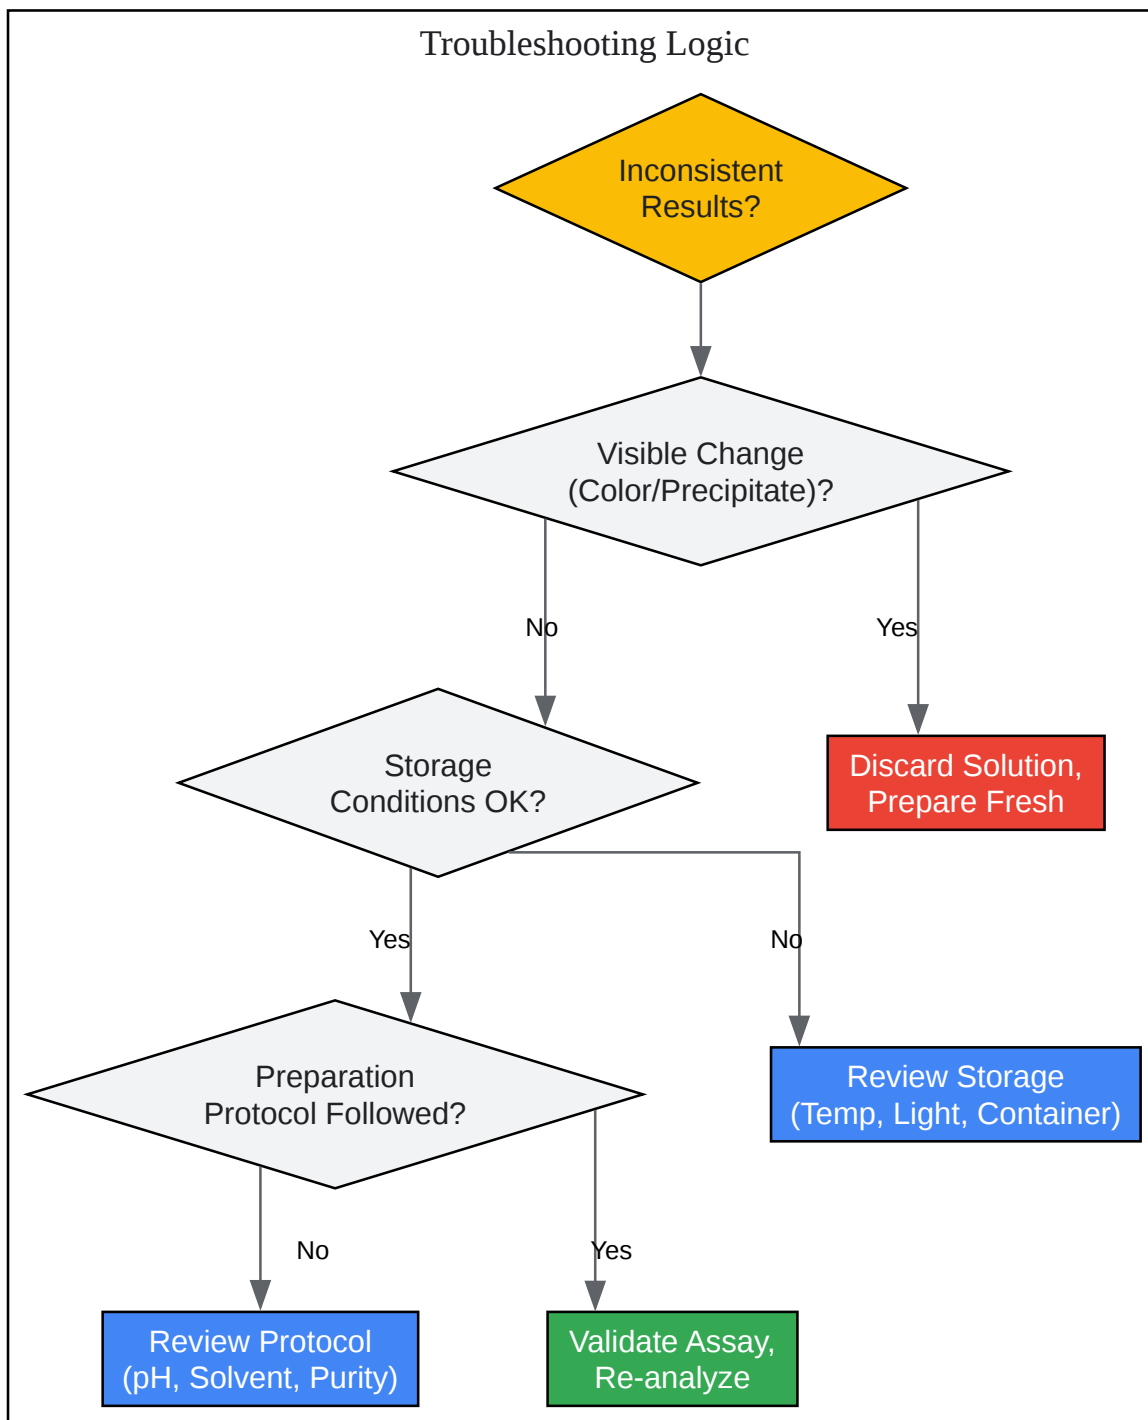 Troubleshooting Logic
Inconsistent
Results?
Visible Change
(Color/Precipitate)?
No
Yes
Storage
Conditions OK?
Discard Solution,
Prepare Fresh
Yes
No
Preparation
Protocol Followed?
Review Storage
(Temp, Light, Container)
No
Yes
Review Protocol
(pH, Solvent, Purity)
Validate Assay,
Re-analyze